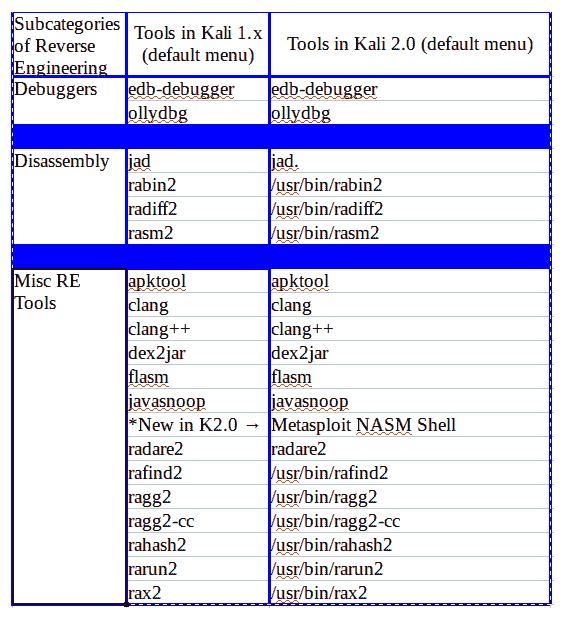 Subcategories of Reverse Engineering | Tools in Kali 1.x (default menu) | Tools in Kali 2.0 (default menu)
Debuggers | edb-debugger | edb-debugger
ollydbg | ollydbg
Disassembly | jad | jad.
rabin2 | /usr/bin/rabin2
radiff2 | /usr/bin/radiff2
rasm2 | /usr/bin/rasm2
Misc RE Tools | apktool | apktool
clang | clang
clang++ | clang++
dex2jar | dex2jar
flasm | flasm
javasnoop | javasnoop
*New in K2.0 → | Metasploit NASM Shell
radare2 | radare2
rafind2 | /usr/bin/rafind2
ragg2 | /usr/bin/ragg2
ragg2-cc | /usr/bin/ragg2-cc
rahash2 | /usr/bin/rahash2
rarun2 | /usr/bin/rarun2
rax2 | /usr/bin/rax2